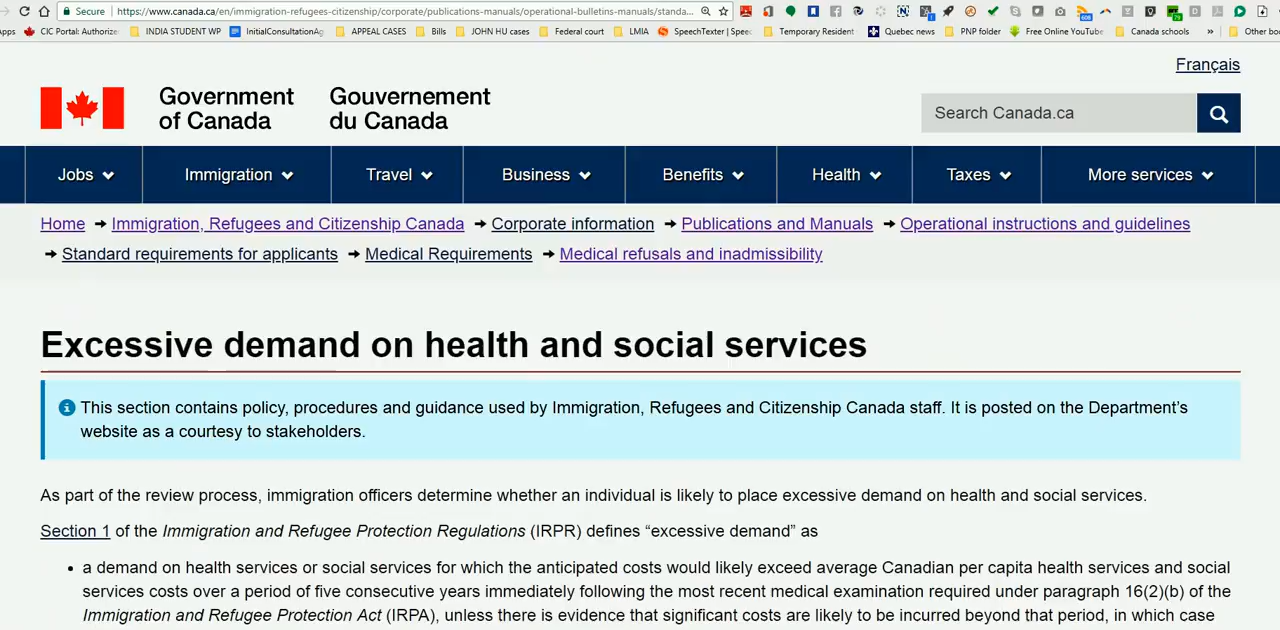 Secure https://www.canada.ca/en/immigration-refugees-citizenship/corporate/publications-manuals/operational-bulletins-manuals/standa...
Apps CIC Portal: Authorize INDIA STUDENT WP InitialConsultationAg APPEAL CASES Bills JOHN HU cases Federal court LMIA SpeechTexter | Spee Temporary Resident Quebec news PNP folder Free Online YouTube Canada schools » Other boo
Français
Government of Canada
Gouvernement du Canada
Search Canada.ca
Jobs Immigration Travel Business Benefits Health Taxes More services
Home → Immigration, Refugees and Citizenship Canada → Corporate information → Publications and Manuals → Operational instructions and guidelines
→ Standard requirements for applicants → Medical Requirements → Medical refusals and inadmissibility
Excessive demand on health and social services
This section contains policy, procedures and guidance used by Immigration, Refugees and Citizenship Canada staff. It is posted on the Department's
website as a courtesy to stakeholders.
As part of the review process, immigration officers determine whether an individual is likely to place excessive demand on health and social services.
Section 1 of the Immigration and Refugee Protection Regulations (IRPR) defines “excessive demand” as
• a demand on health services or social services for which the anticipated costs would likely exceed average Canadian per capita health services and social
services costs over a period of five consecutive years immediately following the most recent medical examination required under paragraph 16(2)(b) of the
Immigration and Refugee Protection Act (IRPA), unless there is evidence that significant costs are likely to be incurred beyond that period, in which case